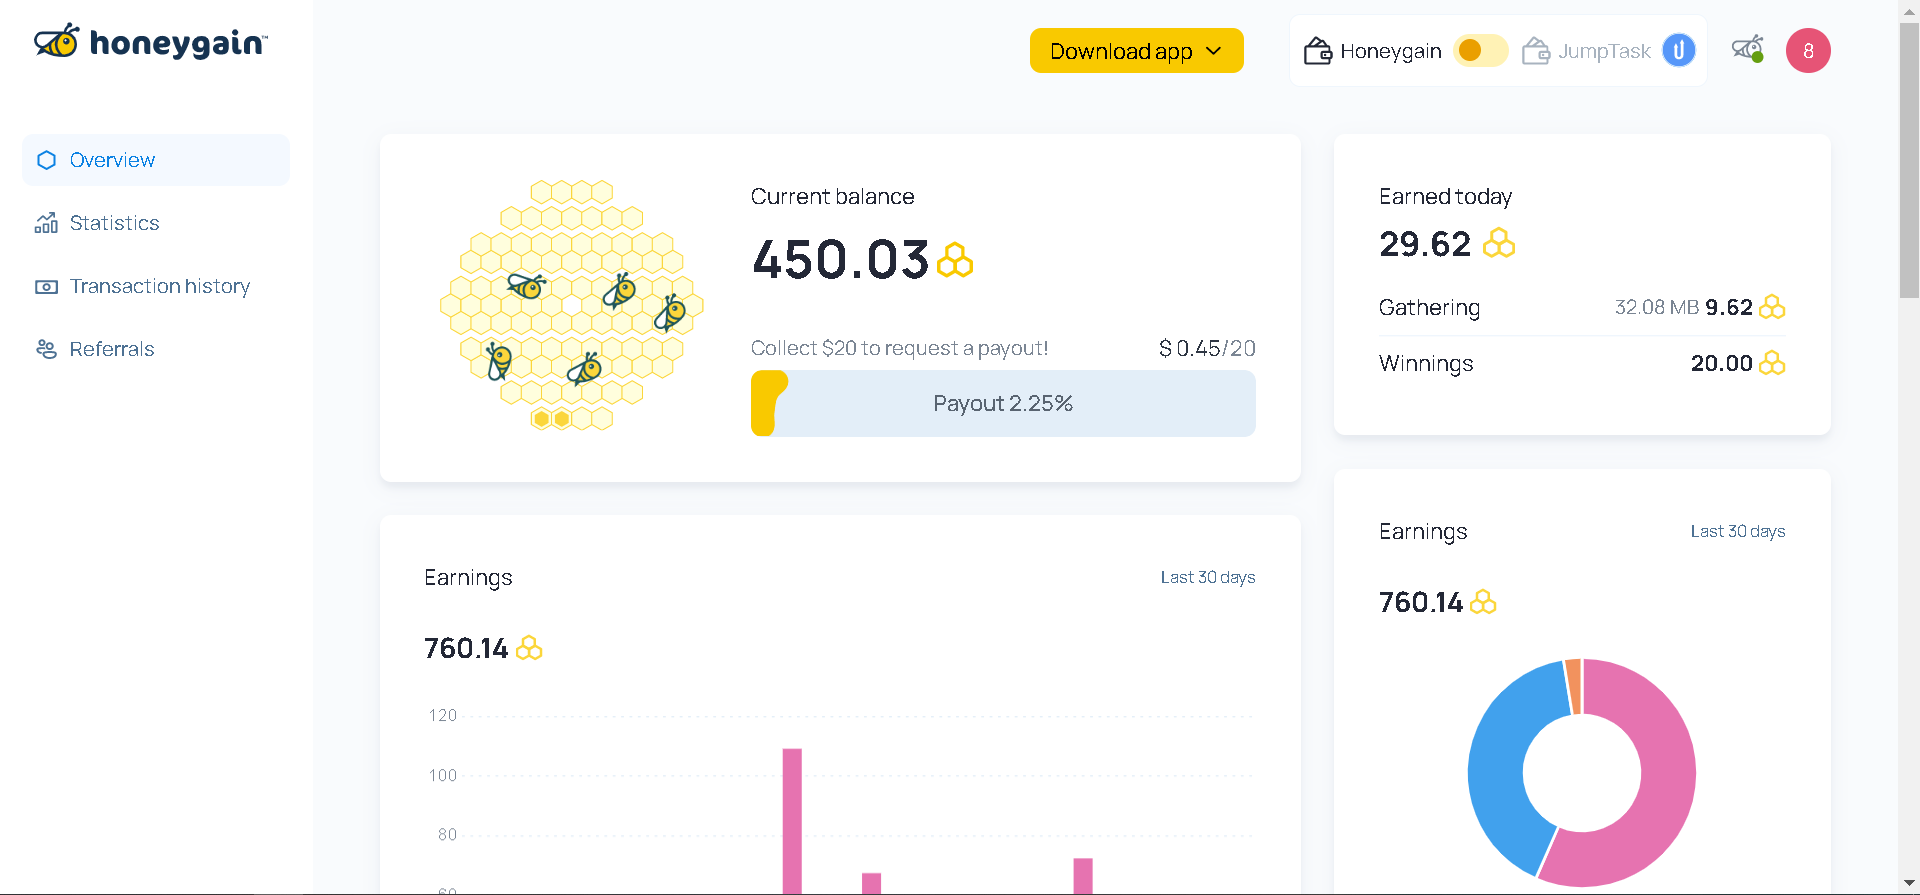 honeygain™
Download app
Honeygain
JumpTask
8
Overview
Statistics
Transaction history
Referrals
Current balance
450.03
Collect $20 to request a payout!
$ 0.45/20
Payout 2.25%
Earned today
29.62
Gathering
32.08 MB 9.62
Winnings
20.00
Earnings
Last 30 days
760.14
120
100
80
60
Earnings
Last 30 days
760.14